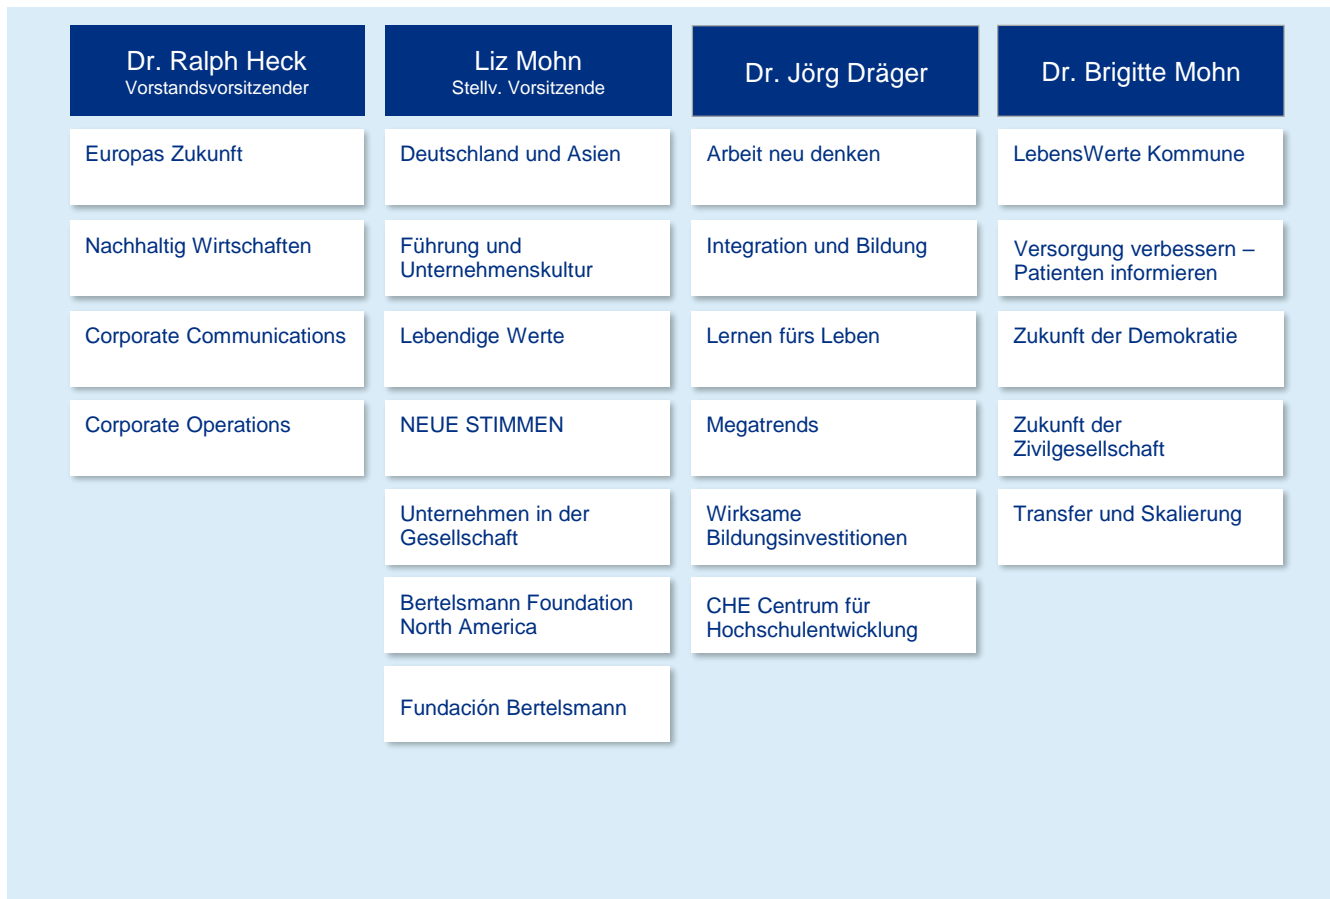 Dr. Ralph Heck
Vorstandsvorsitzender
Europas Zukunft
Nachhaltig Wirtschaften
Corporate Communications
Corporate Operations
Liz Mohn
Stellv. Vorsitzende
Deutschland und Asien
Führung und
Unternehmenskultur
Lebendige Werte
NEUE STIMMEN
Unternehmen in der
Gesellschaft
Bertelsmann Foundation
North America
Fundación Bertelsmann
Dr. Jörg Dräger
Arbeit neu denken
Integration und Bildung
Lernen fürs Leben
Megatrends
Wirksame
Bildungsinvestitionen
CHE Centrum für
Hochschulentwicklung
Dr. Brigitte Mohn
LebensWerte Kommune
Versorgung verbessern –
Patienten informieren
Zukunft der Demokratie
Zukunft der
Zivilgesellschaft
Transfer und Skalierung